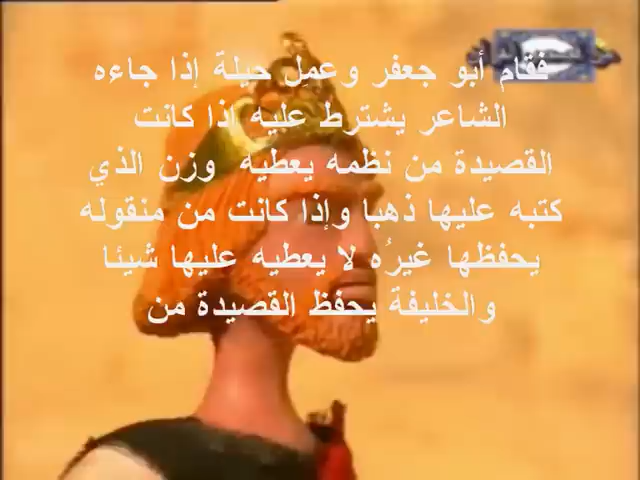 فقام أبو جعفر وعمِل حيلة إذا جاءه
الشاعر يشترط عليه إذا كانت
القصيدة من نظمه يعطيه وزن الذي
كتبه عليها ذهبا وإذا كانت من منقوله
يحفظها غيرُه لا يعطيه عليها شيئا
والخليفة يحفظ القصيدة من